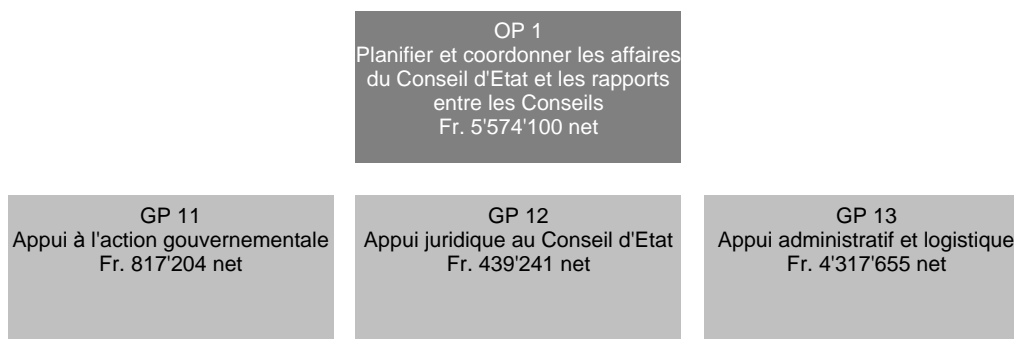 OP 1
Planifier et coordonner les affaires
du Conseil d'Etat et les rapports
entre les Conseils
Fr. 5'574'100 net
GP 11
Appui à l'action gouvernementale
Fr. 817'204 net
GP 12
Appui juridique au Conseil d'Etat
Fr. 439'241 net
GP 13
Appui administratif et logistique
Fr. 4'317'655 net